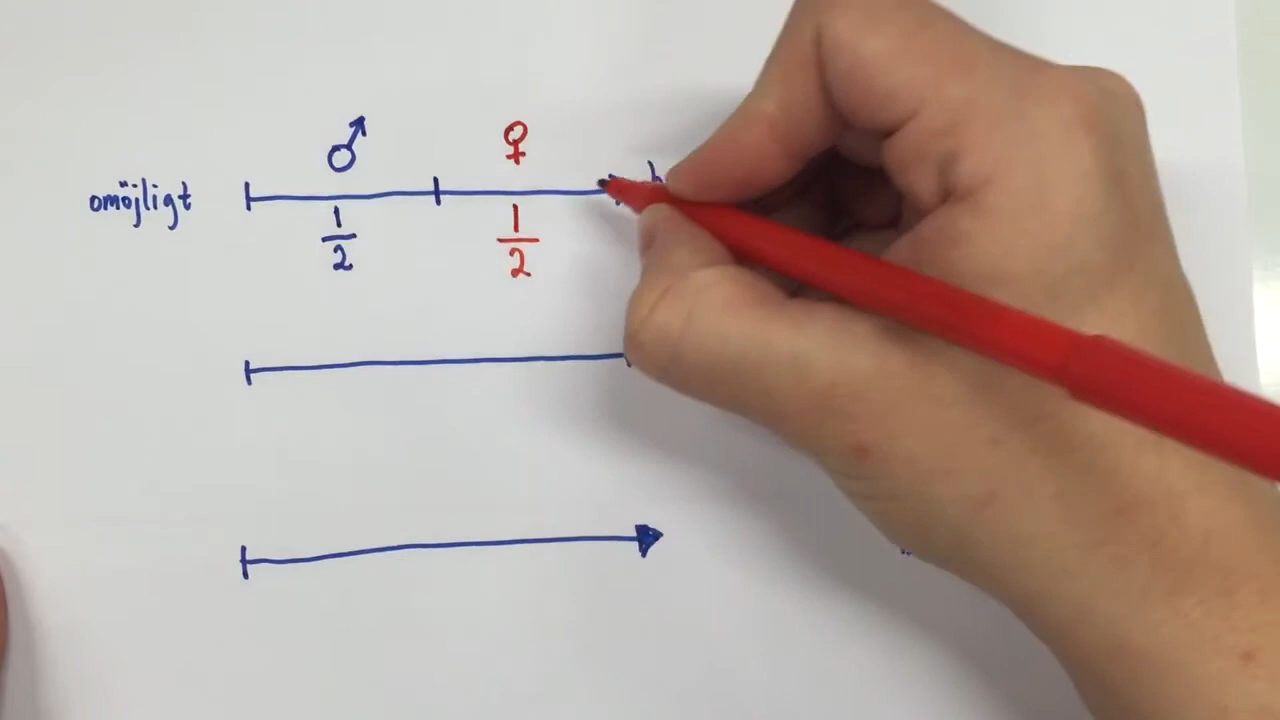 ♂ ♀
omöjligt
1/2 1/2